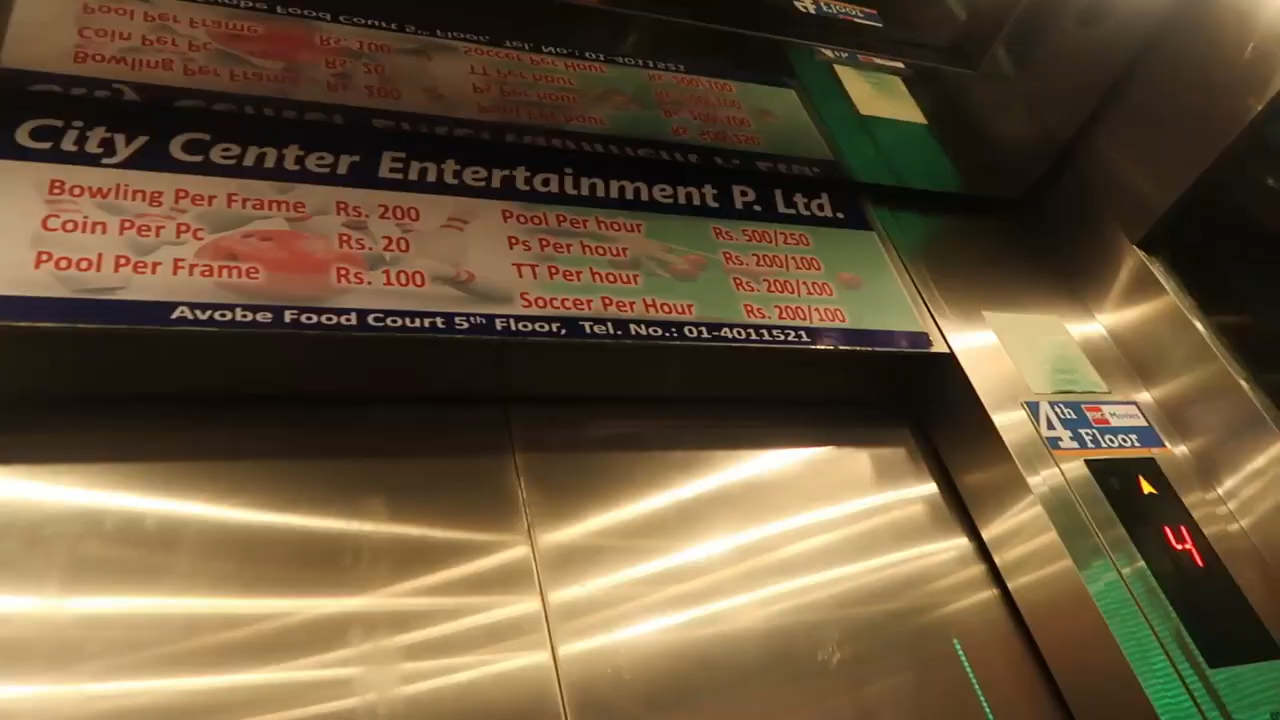 City Center Entertainment P. Ltd.
Bowling Per Frame Rs. 200
Coin Per Pc Rs. 20
Pool Per Frame Rs. 100
Pool Per hour Rs. 500/250
Ps Per hour Rs. 200/100
TT Per hour Rs. 200/100
Soccer Per Hour Rs. 200/100
Avobe Food Court 5th Floor, Tel. No.: 01-4011521
4th Movies
Floor
4